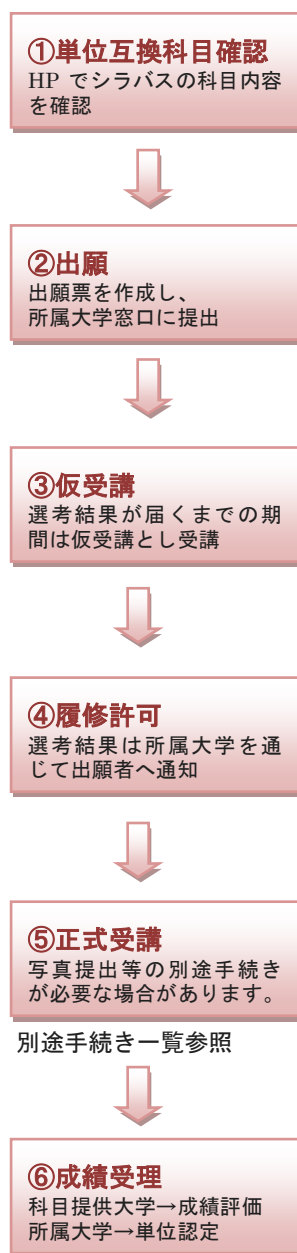 ①単位互換科目確認
HP でシラバスの科目内容
を確認
②出願
出願票を作成し、
所属大学窓口に提出
③仮受講
選考結果が届くまでの期
間は仮受講とし受講
④履修許可
選考結果は所属大学を通
じて出願者へ通知
⑤正式受講
写真提出等の別途手続き
が必要な場合があります。
別途手続き一覧参照
⑥成績受理
科目提供大学→成績評価
所属大学→単位認定